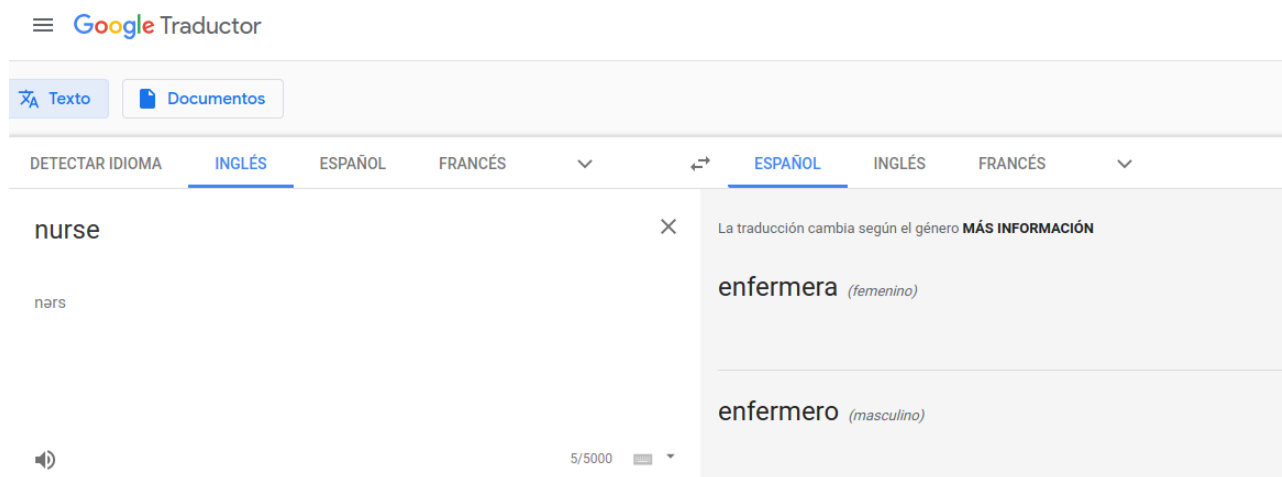 Google Traductor
Texto Documentos
DETECTAR IDIOMA INGLÉS ESPAÑOL FRANCÉS ESPAÑOL INGLÉS FRANCÉS
nurse
nərs
5/5000
La traducción cambia según el género MÁS INFORMACIÓN
enfermera (femenino)
enfermero (masculino)